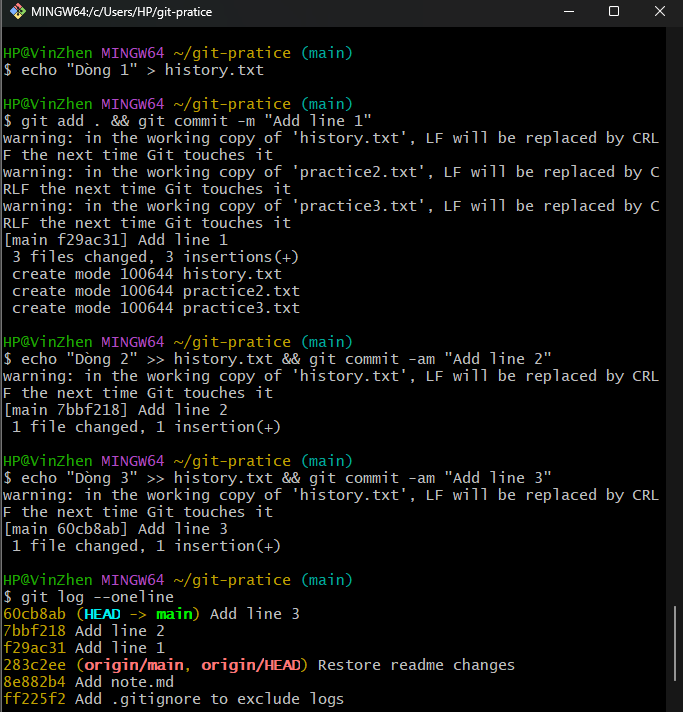 MINGW64:/c/Users/HP/git-pratice
HP@VinZhen MINGW64 ~/git-pratice (main)
$ echo "Dòng 1" > history.txt
HP@VinZhen MINGW64 ~/git-pratice (main)
$ git add . && git commit -m "Add line 1"
warning: in the working copy of 'history.txt', LF will be replaced by CRL
F the next time Git touches it
warning: in the working copy of 'practice2.txt', LF will be replaced by C
RLF the next time Git touches it
warning: in the working copy of 'practice3.txt', LF will be replaced by C
RLF the next time Git touches it
[main f29ac31] Add line 1
 3 files changed, 3 insertions(+)
 create mode 100644 history.txt
 create mode 100644 practice2.txt
 create mode 100644 practice3.txt
HP@VinZhen MINGW64 ~/git-pratice (main)
$ echo "Dòng 2" >> history.txt && git commit -am "Add line 2"
warning: in the working copy of 'history.txt', LF will be replaced by CRL
F the next time Git touches it
[main 7bbf218] Add line 2
 1 file changed, 1 insertion(+)
HP@VinZhen MINGW64 ~/git-pratice (main)
$ echo "Dòng 3" >> history.txt && git commit -am "Add line 3"
warning: in the working copy of 'history.txt', LF will be replaced by CRL
F the next time Git touches it
[main 60cb8ab] Add line 3
 1 file changed, 1 insertion(+)
HP@VinZhen MINGW64 ~/git-pratice (main)
$ git log --oneline
60cb8ab (HEAD -> main) Add line 3
7bbf218 Add line 2
f29ac31 Add line 1
283c2ee (origin/main, origin/HEAD) Restore readme changes
8e882b4 Add note.md
ff225f2 Add .gitignore to exclude logs